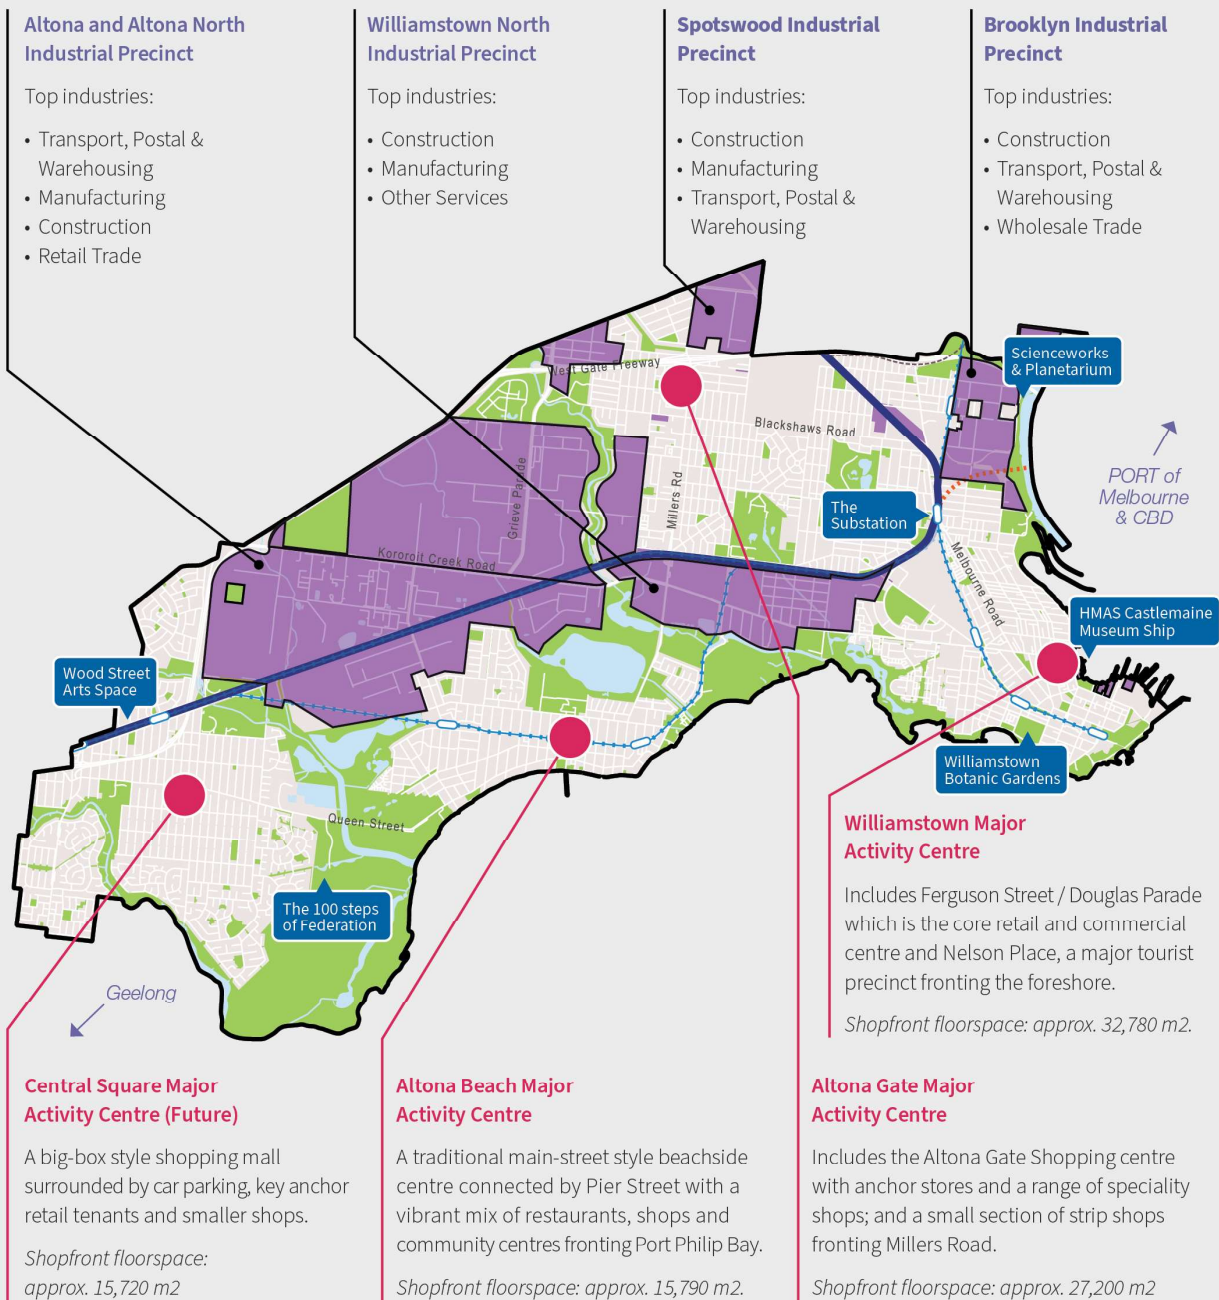 Altona and Altona North
Industrial Precinct
Top industries:
• Transport, Postal &
Warehousing
• Manufacturing
• Construction
• Retail Trade
Williamstown North
Industrial Precinct
Top industries:
• Construction
• Manufacturing
• Other Services
Spotswood Industrial
Precinct
Top industries:
• Construction
• Manufacturing
• Transport, Postal &
Warehousing
Brooklyn Industrial
Precinct
Top industries:
• Construction
• Transport, Postal &
Warehousing
• Wholesale Trade
West Gate Freeway
Scienceworks
& Planetarium
Blackshaws Road
Grieve Parade
Millers Rd
PORT of
Melbourne
& CBD
The
Substation
Kororoit Creek Road
Melbourne Road
HMAS Castlemaine
Museum Ship
Wood Street
Arts Space
Williamstown
Botanic Gardens
Queen Street
The 100 steps
of Federation
Geelong
Williamstown Major
Activity Centre
Includes Ferguson Street / Douglas Parade
which is the core retail and commercial
centre and Nelson Place, a major tourist
precinct fronting the foreshore.
Shopfront floorspace: approx. 32,780 m2.
Central Square Major
Activity Centre (Future)
A big-box style shopping mall
surrounded by car parking, key anchor
retail tenants and smaller shops.
Shopfront floorspace:
approx. 15,720 m2
Altona Beach Major
Activity Centre
A traditional main-street style beachside
centre connected by Pier Street with a
vibrant mix of restaurants, shops and
community centres fronting Port Philip Bay.
Shopfront floorspace: approx. 15,790 m2.
Altona Gate Major
Activity Centre
Includes the Altona Gate Shopping centre
with anchor stores and a range of speciality
shops; and a small section of strip shops
fronting Millers Road.
Shopfront floorspace: approx. 27,200 m2